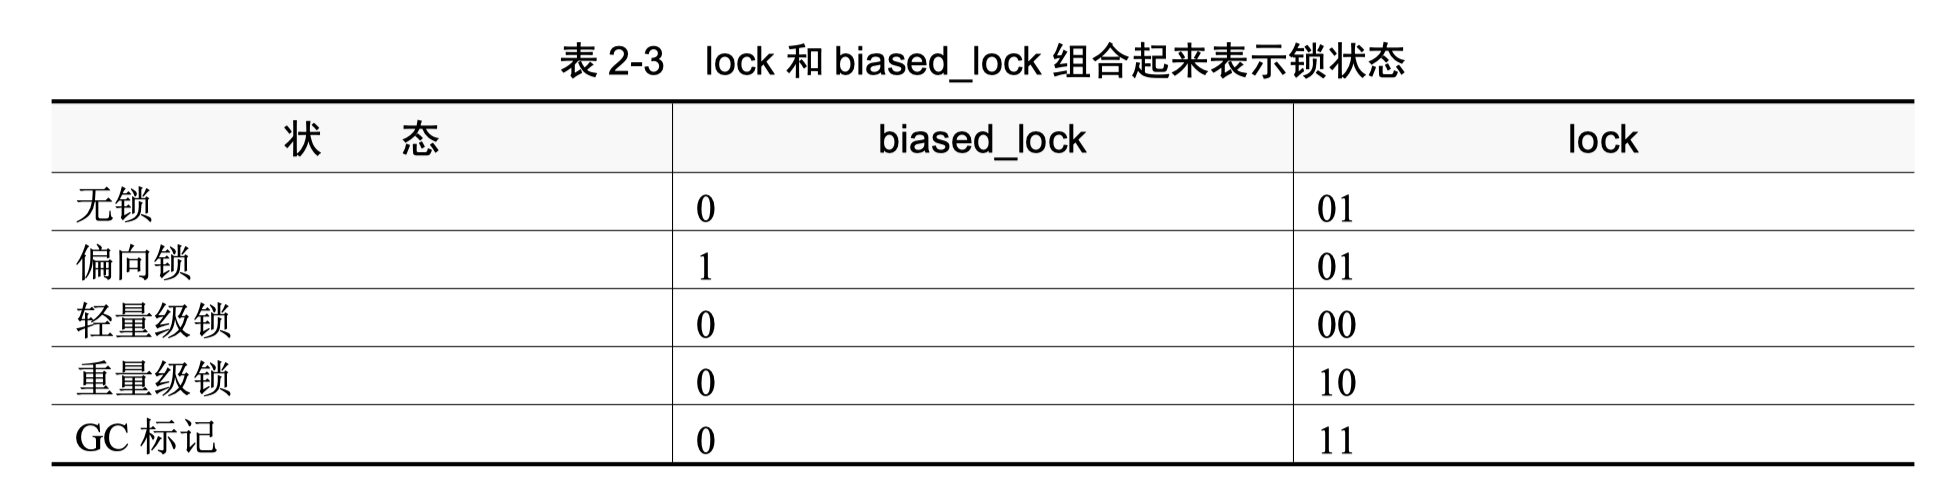 表 2-3 lock 和 biased_lock 组合起来表示锁状态
状 态 biased_lock lock
无锁 0 01
偏向锁 1 01
轻量级锁 0 00
重量级锁 0 10
GC 标记 0 11